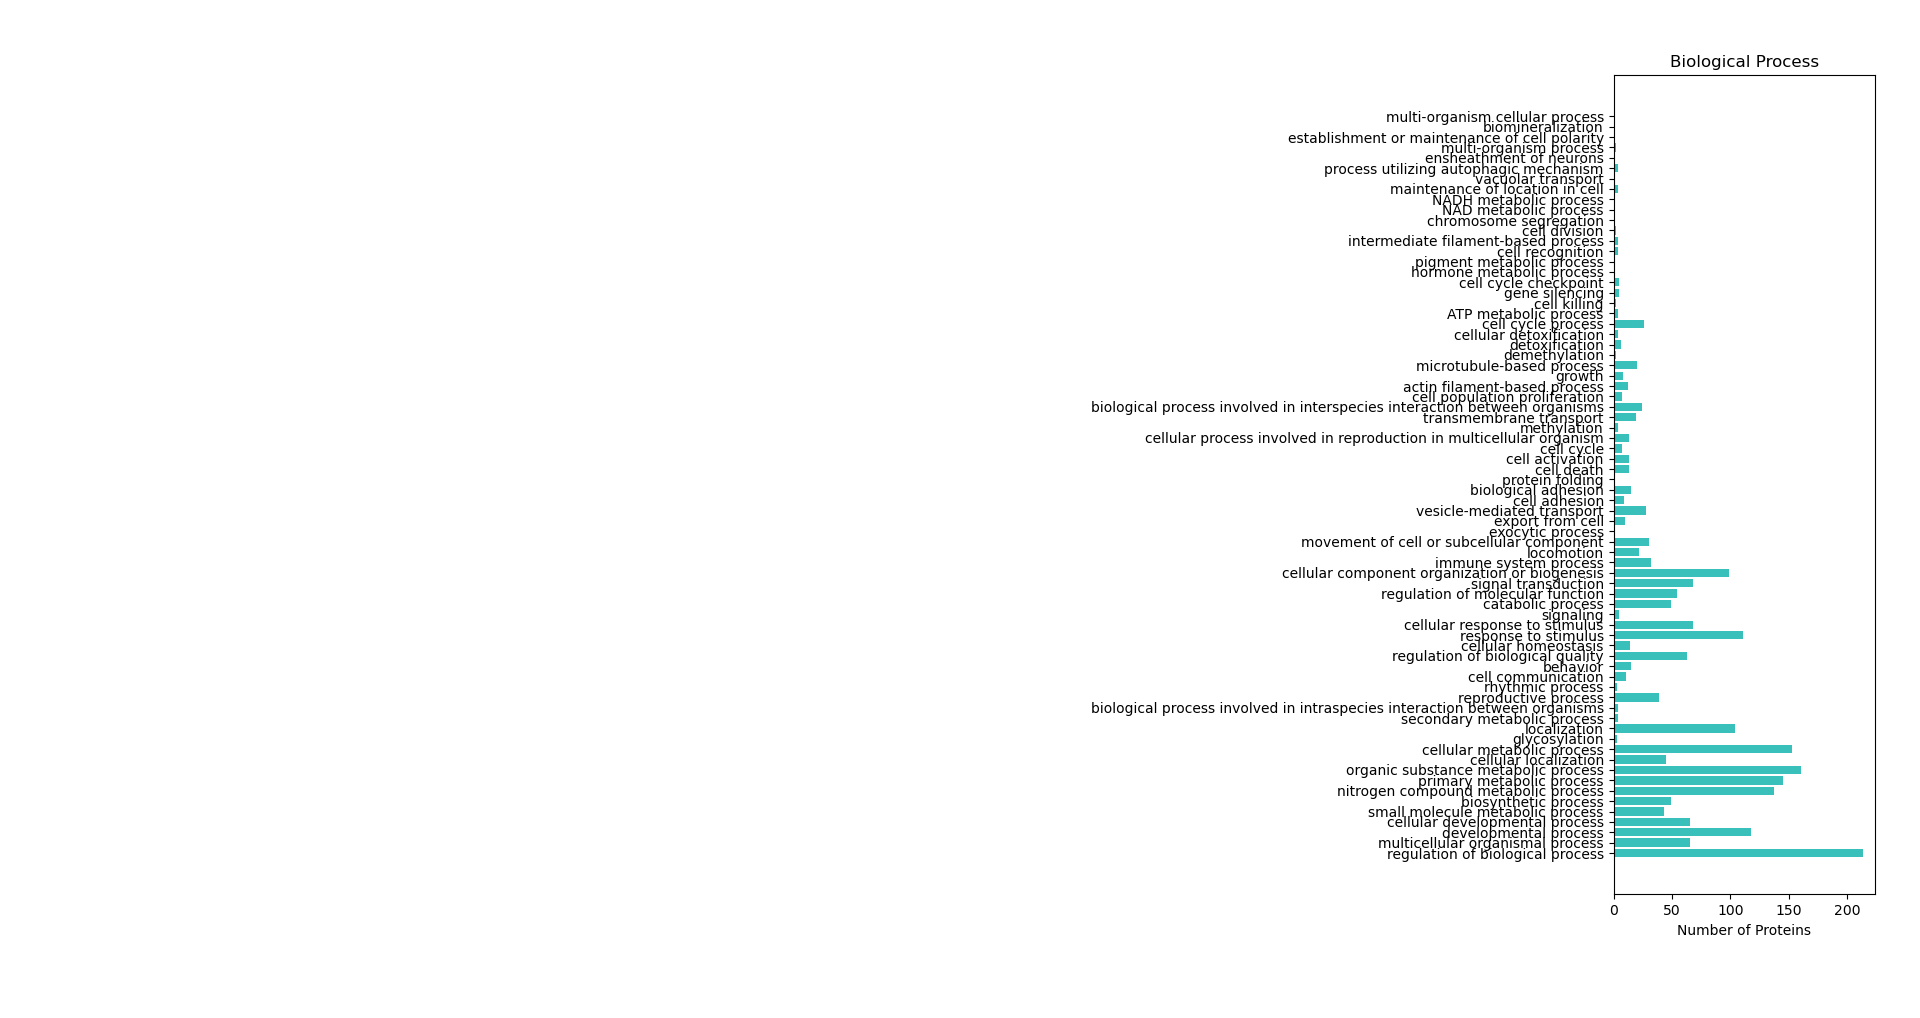 Biological Process
multi-organism cellular process
biomineralization
establishment or maintenance of cell polarity
multi-organism process
ensheathment of neurons
process utilizing autophagic mechanism
vacuolar transport
maintenance of location in cell
NADH metabolic process
NAD metabolic process
chromosome segregation
cell division
intermediate filament-based process
cell recognition
pigment metabolic process
hormone metabolic process
cell cycle checkpoint
gene silencing
cell killing
ATP metabolic process
cell cycle process
cellular detoxification
detoxification
demethylation
microtubule-based process
growth
actin filament-based process
cell population proliferation
biological process involved in interspecies interaction between organisms
transmembrane transport
methylation
cellular process involved in reproduction in multicellular organism
cell cycle
cell activation
cell death
protein folding
biological adhesion
cell adhesion
vesicle-mediated transport
export from cell
exocytic process
movement of cell or subcellular component
locomotion
immune system process
cellular component organization or biogenesis
signal transduction
regulation of molecular function
catabolic process
signaling
cellular response to stimulus
response to stimulus
cellular homeostasis
regulation of biological quality
behavior
cell communication
rhythmic process
reproductive process
biological process involved in intraspecies interaction between organisms
secondary metabolic process
localization
glycosylation
cellular metabolic process
cellular localization
organic substance metabolic process
primary metabolic process
nitrogen compound metabolic process
biosynthetic process
small molecule metabolic process
cellular developmental process
developmental process
multicellular organismal process
regulation of biological process
0 50 100 150 200
Number of Proteins